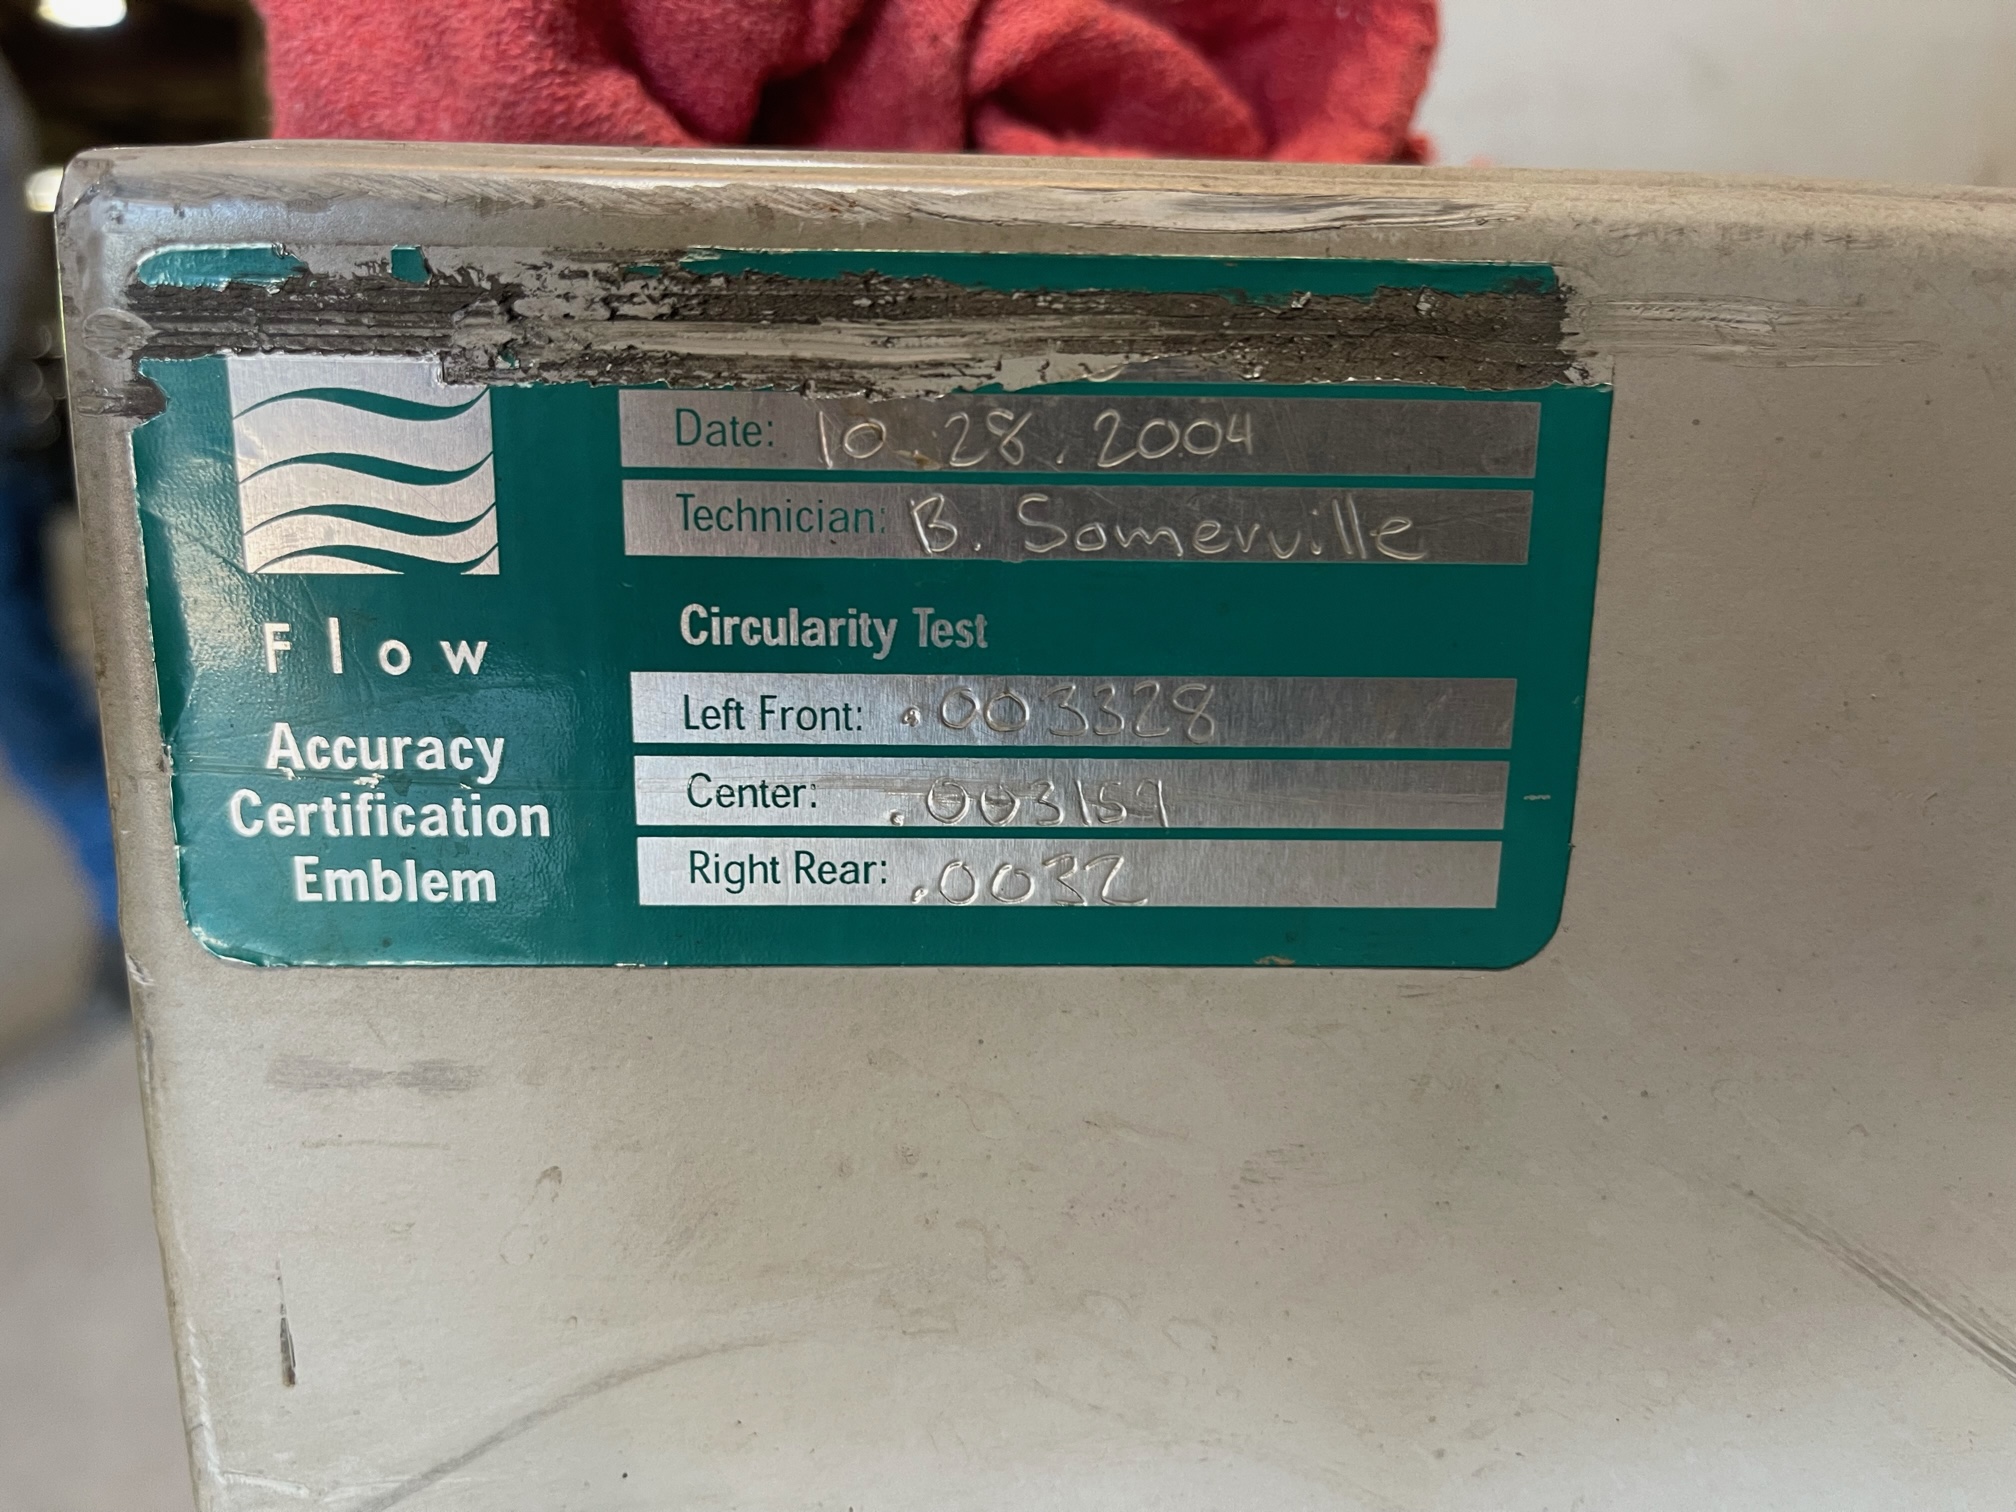 Date: 10.28.2004
Technician: B. Somerville
Flow
Accuracy
Certification
Emblem
Circularity Test
Left Front: .003328
Center: .003159
Right Rear: .0032